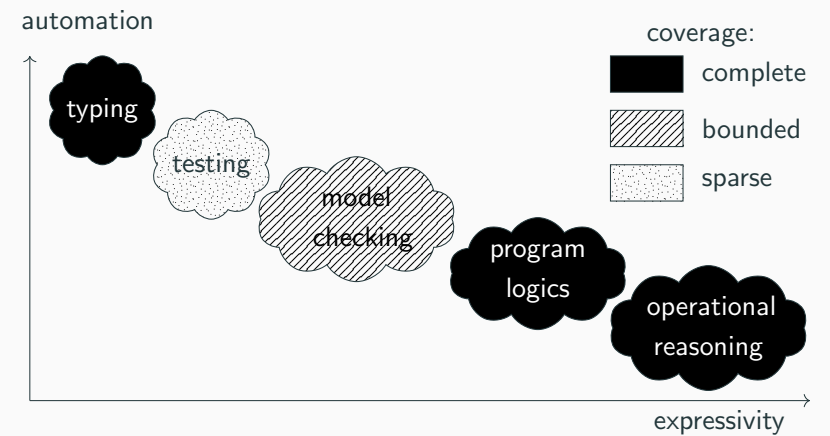 automation
coverage:
complete
bounded
sparse
typing
testing
model
checking
program
logics
operational
reasoning
expressivity